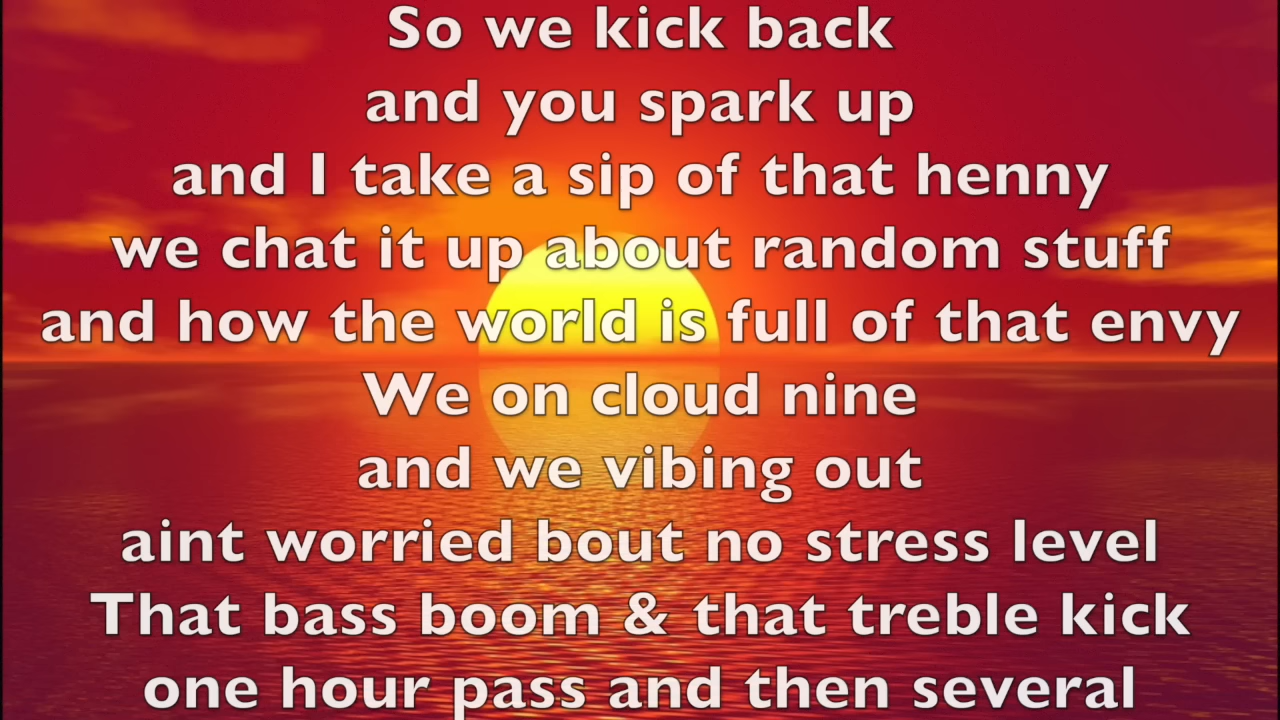 So we kick back
and you spark up
and I take a sip of that henny
we chat it up about random stuff
and how the world is full of that envy
We on cloud nine
and we vibing out
aint worried bout no stress level
That bass boom & that treble kick
one hour pass and then several